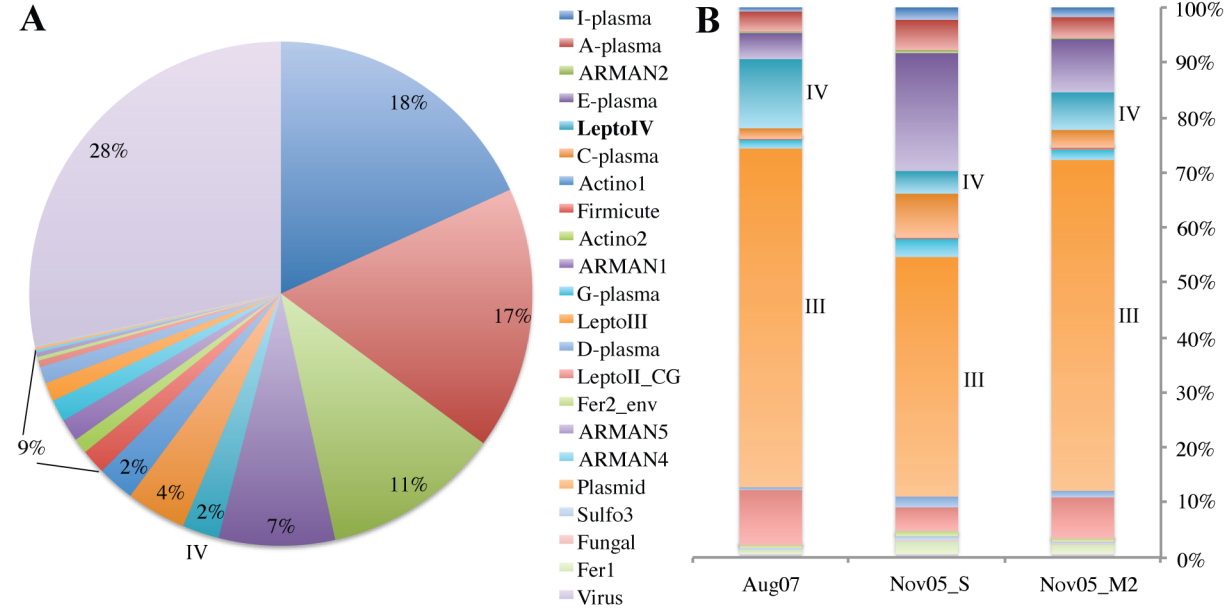 A
18%
17%
11%
7%
2%
IV
4%
2%
9%
28%
I-plasma
A-plasma
ARMAN2
E-plasma
LeptoIV
C-plasma
Actino1
Firmicute
Actino2
ARMAN1
G-plasma
LeptoIII
D-plasma
LeptoII_CG
Fer2_env
ARMAN5
ARMAN4
Plasmid
Sulfo3
Fungal
Fer1
Virus
B
IV
III
IV
III
IV
III
100%
90%
80%
70%
60%
50%
40%
30%
20%
10%
0%
Aug07
Nov05_S
Nov05_M2